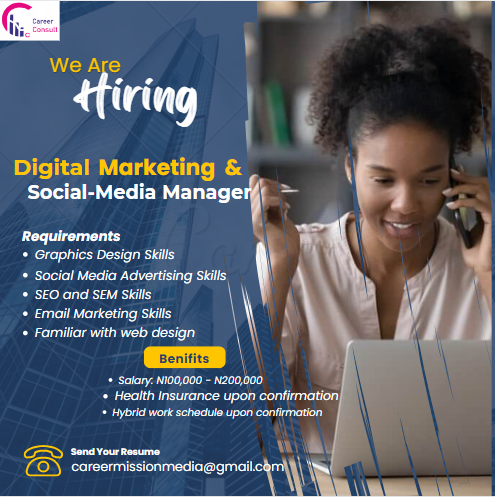 Career
Consult
We Are
Hiring
Digital Marketing &
Social-Media Manager
Requirements
• Graphics Design Skills
• Social Media Advertising Skills
• SEO and SEM Skills
• Email Marketing Skills
• Familiar with web design
Benifits
• Salary: N100,000 - N200,000
• Health Insurance upon confirmation
• Hybrid work schedule upon confirmation
Send Your Resume
careermissionmedia@gmail.com